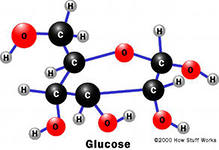 H
O C H H
H C O C
H O H
H C C C H
H O H O H
H
Glucose
©2000 How Stuff Works